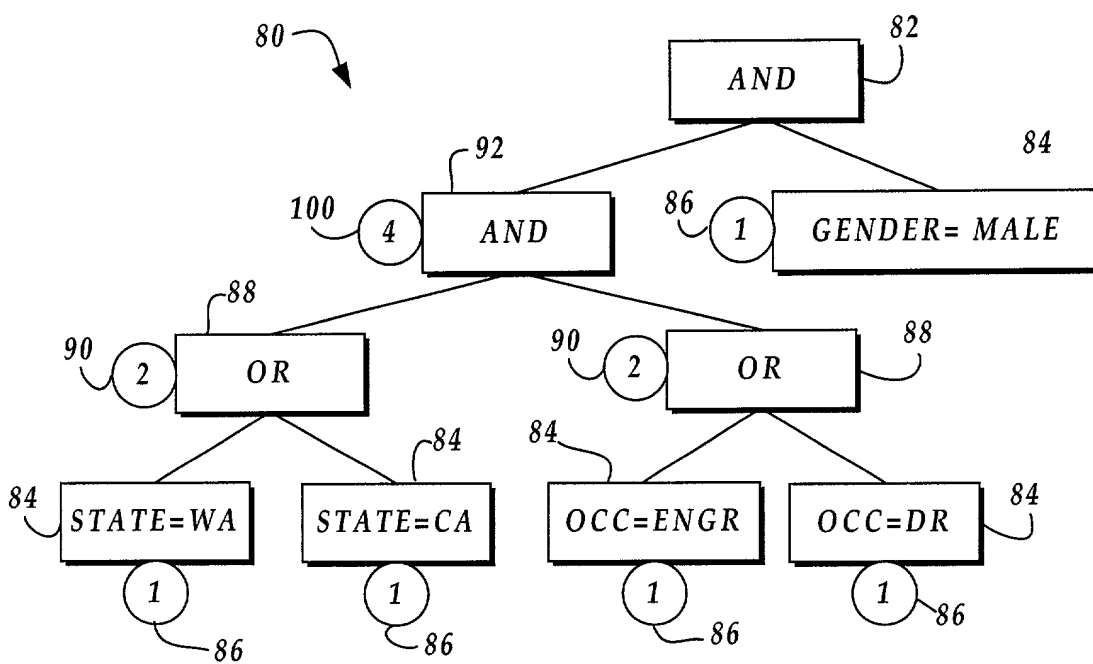 80
82
AND
92
84
100
4
AND
86
1
GENDER= MALE
88
90
2
OR
90
2
OR
88
84
84
84
STATE=WA
STATE=CA
OCC=ENGR
OCC=DR
84
1
1
1
1
86
86
86
86